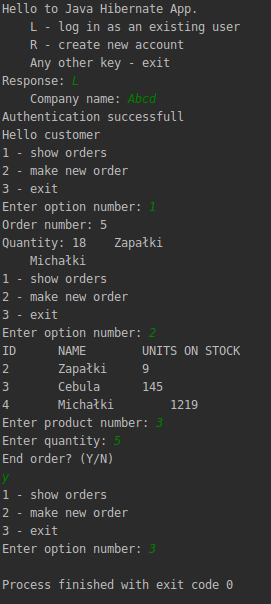 Hello to Java Hibernate App.
    L - log in as an existing user
    R - create new account
    Any other key - exit
Response: L
    Company name: Abcd
Authentication successfull
Hello customer
1 - show orders
2 - make new order
3 - exit
Enter option number: 1
Order number: 5
Quantity: 18    Zapałki
    Michałki
1 - show orders
2 - make new order
3 - exit
Enter option number: 2
ID      NAME        UNITS ON STOCK
2       Zapałki     9
3       Cebula      145
4       Michałki        1219
Enter product number: 3
Enter quantity: 5
End order? (Y/N)
y
1 - show orders
2 - make new order
3 - exit
Enter option number: 3

Process finished with exit code 0